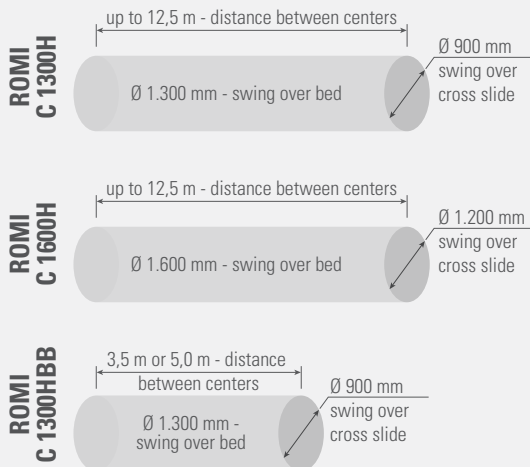 ROMI
C 1300H
up to 12,5 m - distance between centers
Ø 1.300 mm - swing over bed
Ø 900 mm
swing over
cross slide
ROMI
C 1600H
up to 12,5 m - distance between centers
Ø 1.600 mm - swing over bed
Ø 1.200 mm
swing over
cross slide
ROMI
C 1300HBB
3,5 m or 5,0 m - distance
between centers
Ø 1.300 mm -
swing over bed
Ø 900 mm
swing over
cross slide